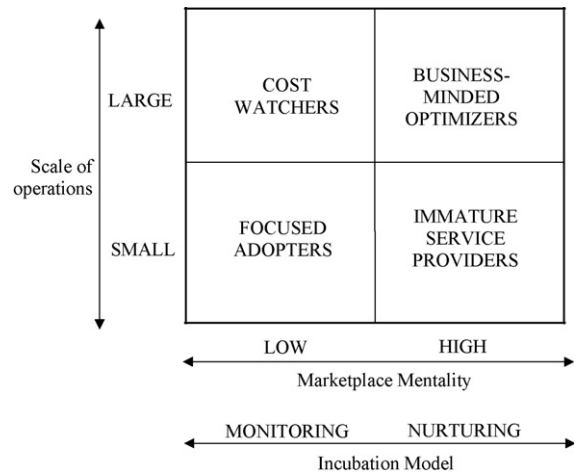 COST
WATCHERS
BUSINESS-
MINDED
OPTIMIZERS
LARGE
Scale of
operations
FOCUSED
ADOPTERS
IMMATURE
SERVICE
PROVIDERS
SMALL
LOW HIGH
Marketplace Mentality
MONITORING NURTURING
Incubation Model